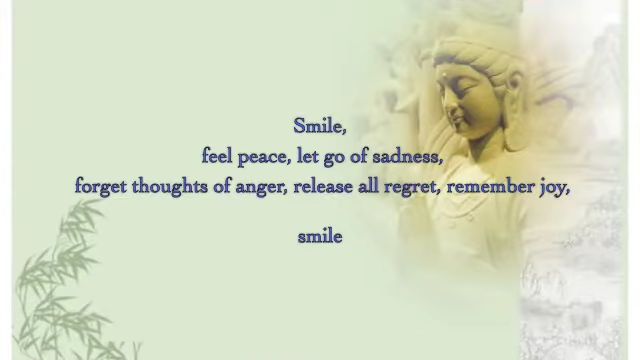 Smile,
feel peace, let go of sadness,
forget thoughts of anger, release all regret, remember joy,
smile